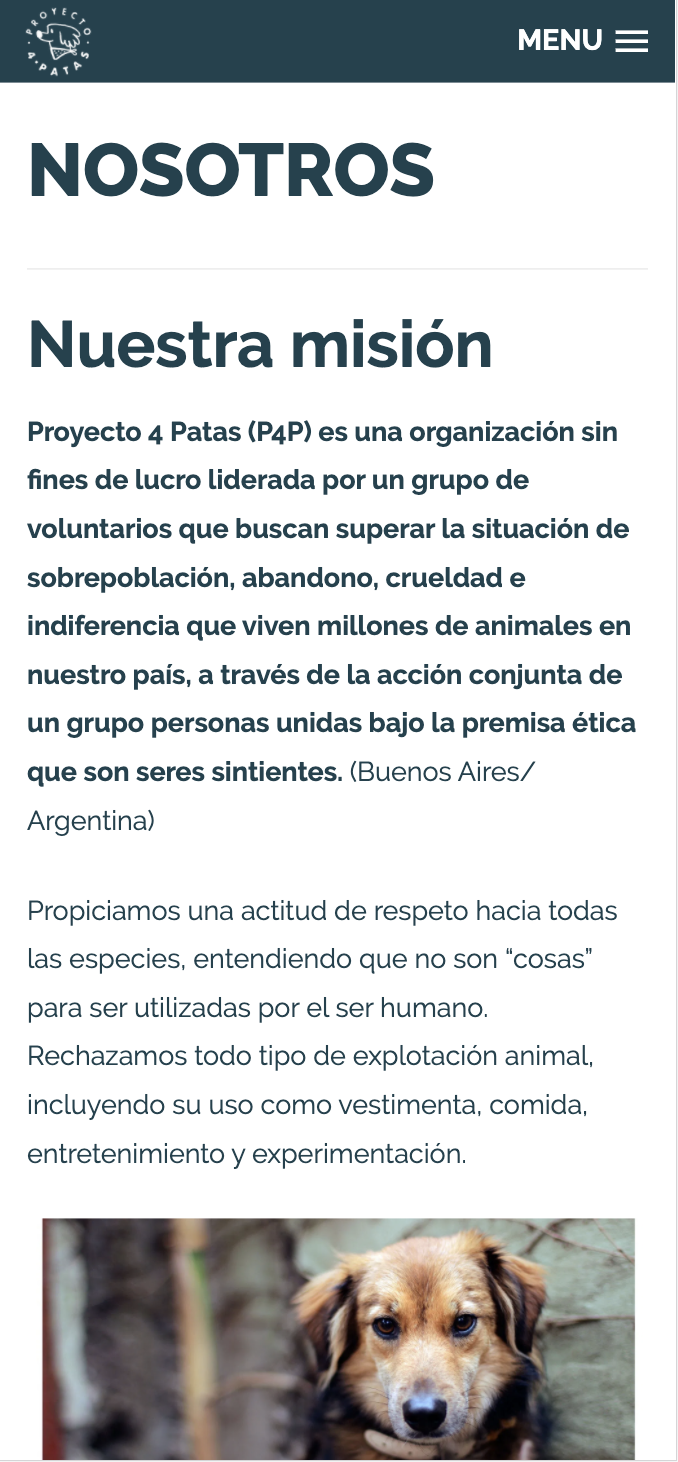 PROYECTO
4 PATAS
MENU
NOSOTROS
Nuestra misión
Proyecto 4 Patas (P4P) es una organización sin
fines de lucro liderada por un grupo de
voluntarios que buscan superar la situación de
sobrepoblación, abandono, crueldad e
indiferencia que viven millones de animales en
nuestro país, a través de la acción conjunta de
un grupo personas unidas bajo la premisa ética
que son seres sintientes. (Buenos Aires/
Argentina)
Propiciamos una actitud de respeto hacia todas
las especies, entendiendo que no son “cosas”
para ser utilizadas por el ser humano.
Rechazamos todo tipo de explotación animal,
incluyendo su uso como vestimenta, comida,
entretenimiento y experimentación.